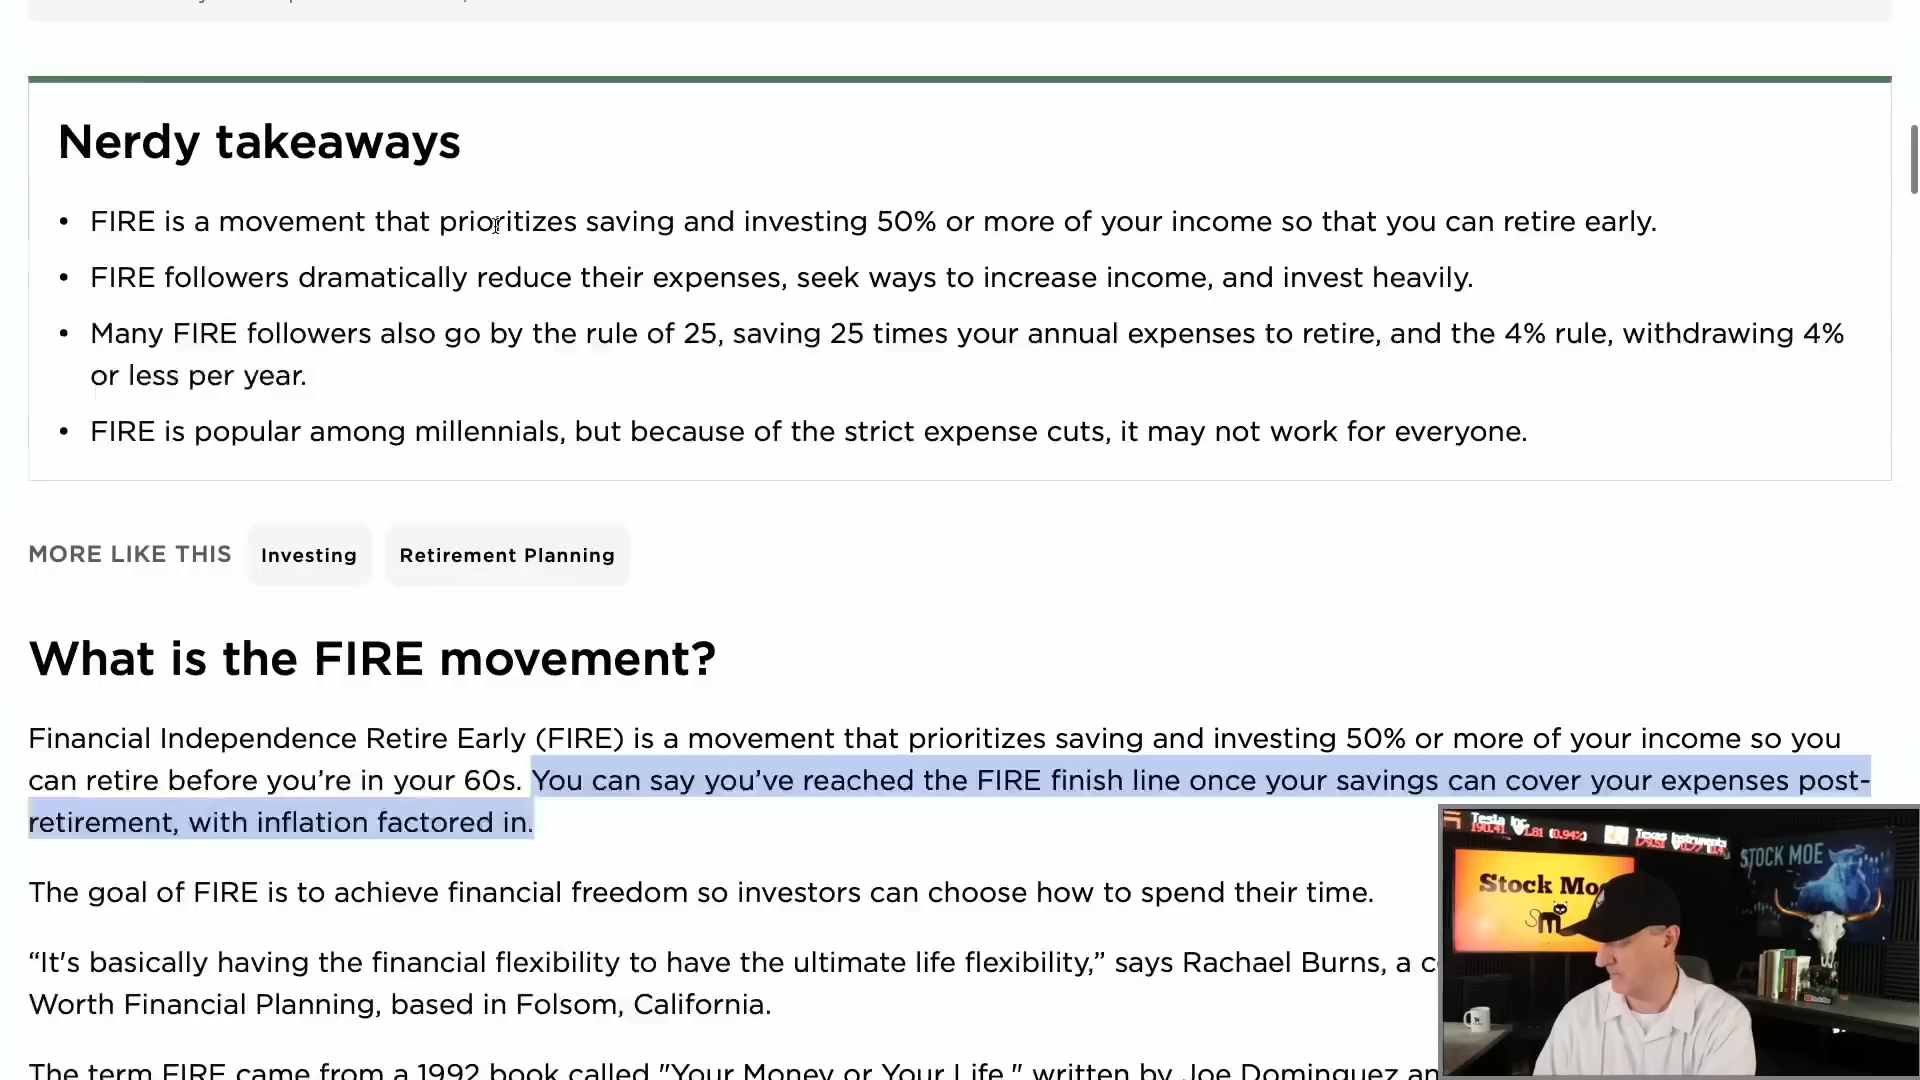 Nerdy takeaways
• FIRE is a movement that prioritizes saving and investing 50% or more of your income so that you can retire early.
• FIRE followers dramatically reduce their expenses, seek ways to increase income, and invest heavily.
• Many FIRE followers also go by the rule of 25, saving 25 times your annual expenses to retire, and the 4% rule, withdrawing 4%
or less per year.
• FIRE is popular among millennials, but because of the strict expense cuts, it may not work for everyone.
MORE LIKE THIS Investing Retirement Planning
What is the FIRE movement?
Financial Independence Retire Early (FIRE) is a movement that prioritizes saving and investing 50% or more of your income so you
can retire before you’re in your 60s. You can say you’ve reached the FIRE finish line once your savings can cover your expenses post-
retirement, with inflation factored in.
The goal of FIRE is to achieve financial freedom so investors can choose how to spend their time.
“It's basically having the financial flexibility to have the ultimate life flexibility,” says Rachael Burns, a
Worth Financial Planning, based in Folsom, California.
The term FIRE came from a 1992 book called "Your Money or Your Life," written by Joe Dominguez
Tesla Inc.
190.41 1.81 (0.94%)
Texas Instruments
STOCK MOE
Stock Mo